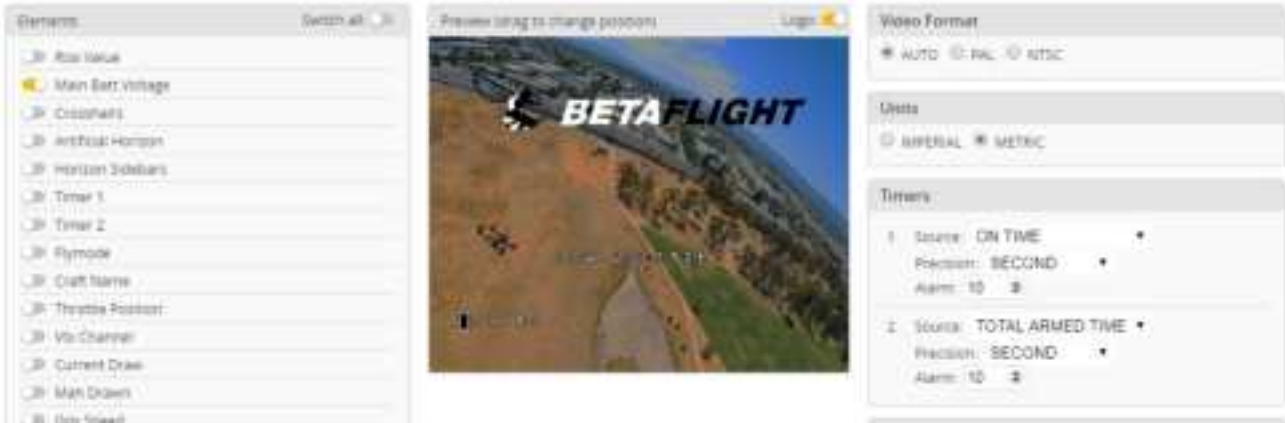 Elements
Switch all
Rssi Value
Main Batt Voltage
Crosshairs
Artificial Horizon
Horizon Sidebars
Timer 1
Timer 2
Flymode
Craft Name
Throttle Position
Vtx Channel
Current Draw
Mah Drawn
Gps Speed
Preview (drag to change position)
Logo
BETAFLIGHT
Video Format
AUTO PAL NTSC
Units
IMPERIAL METRIC
Timers
1 Source: ON TIME
Precision: SECOND
Alarm: 10
2 Source: TOTAL ARMED TIME
Precision: SECOND
Alarm: 10